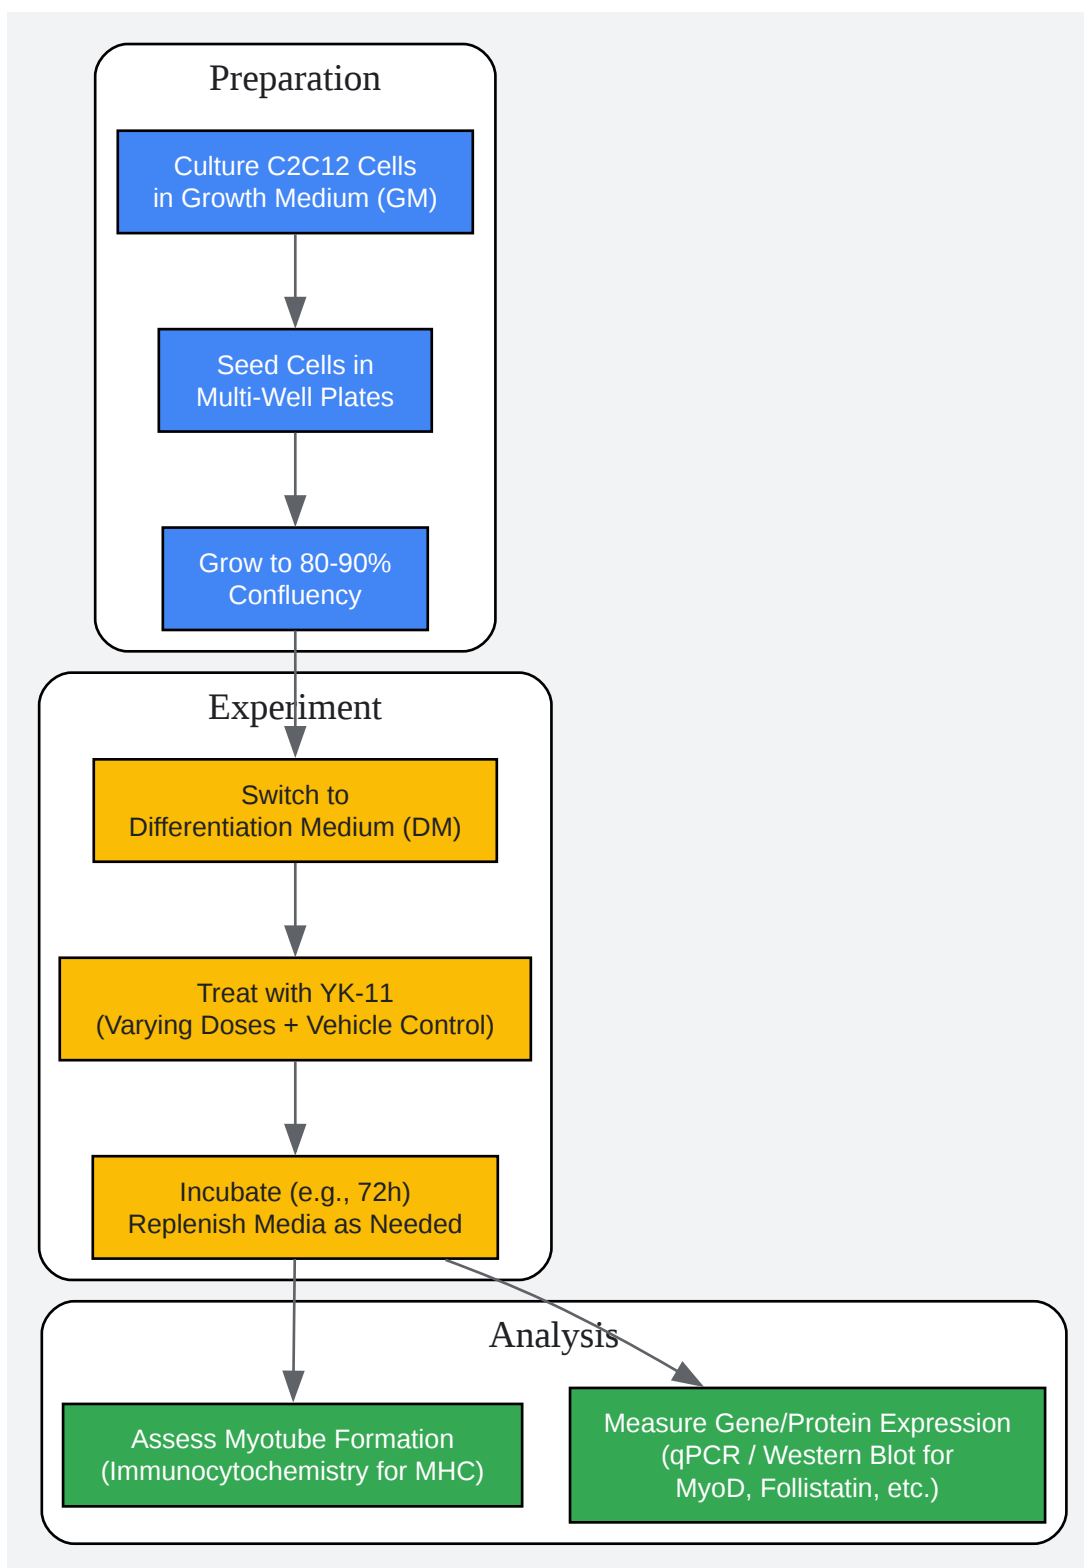 Preparation
Culture C2C12 Cells
in Growth Medium (GM)
Seed Cells in
Multi-Well Plates
Grow to 80-90%
Confluency
Experiment
Switch to
Differentiation Medium (DM)
Treat with YK-11
(Varying Doses + Vehicle Control)
Incubate (e.g., 72h)
Replenish Media as Needed
Analysis
Assess Myotube Formation
(Immunocytochemistry for MHC)
Measure Gene/Protein Expression
(qPCR / Western Blot for
MyoD, Follistatin, etc.)